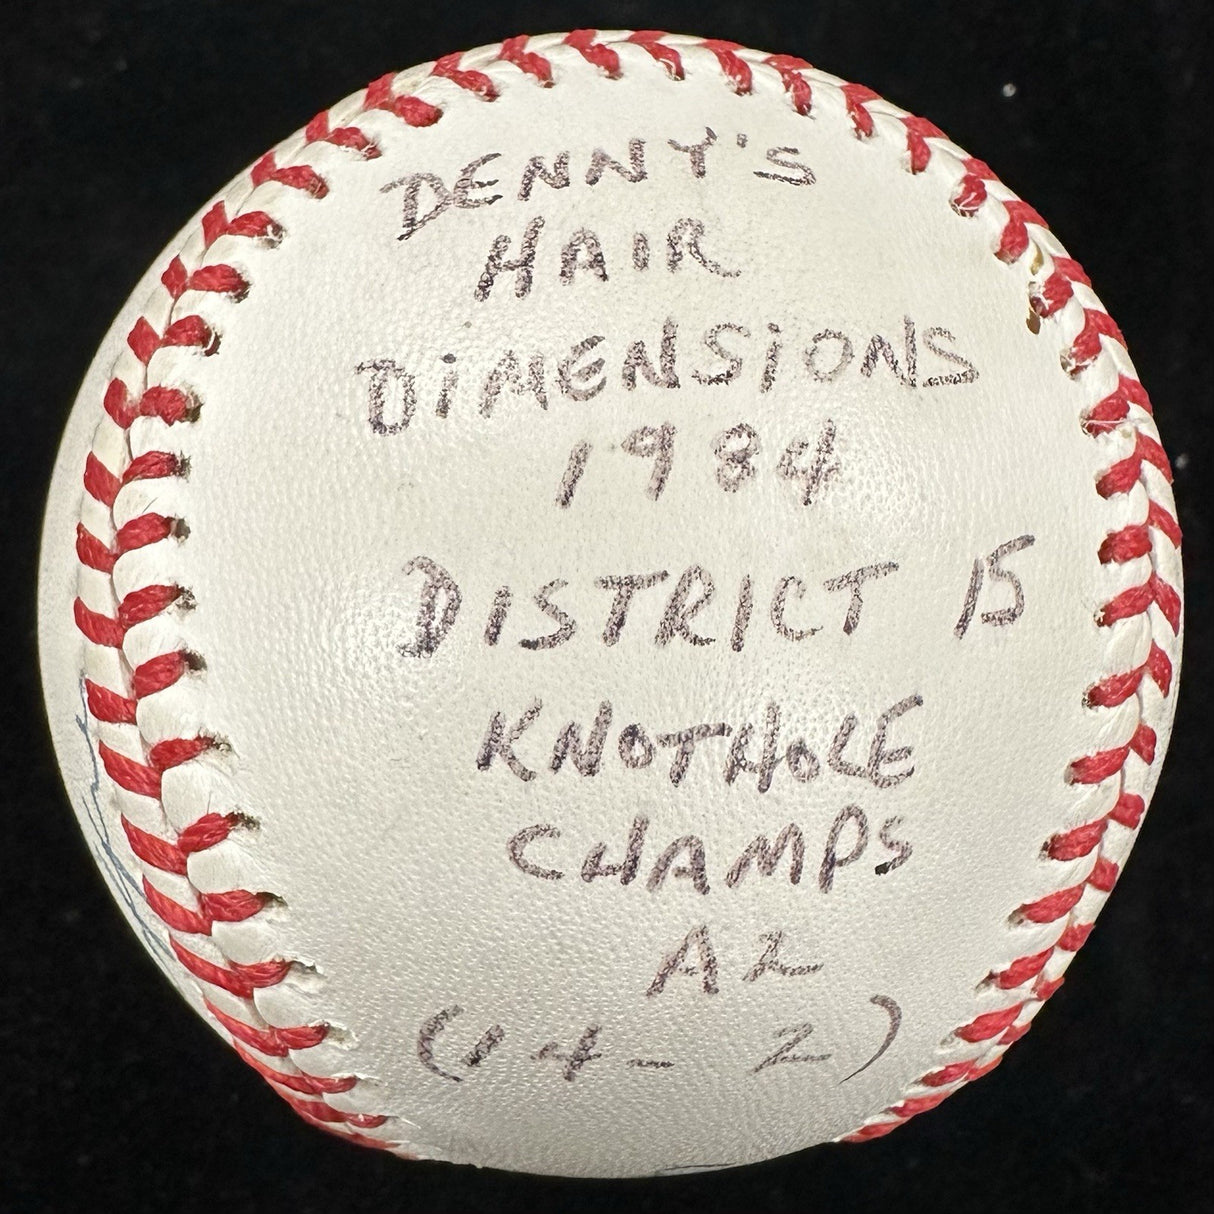 DENNY'S
HAIR
DIMENSIONS
1984
DISTRICT 15
KNOTHOLE
CHAMPS
A2
(14-2)